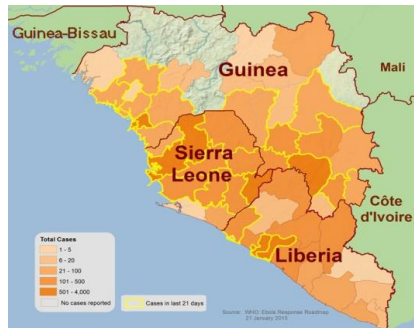 Guinea-Bissau
Guinea
Mali
Sierra
Leone
Côte
d'Ivoire
Liberia
Total Cases
1 - 5
6 - 20
21 - 100
101 - 500
501 - 4,000
No cases reported
Cases in last 21 days
Source: WHO: Ebola Response Roadmap
21 January 2015